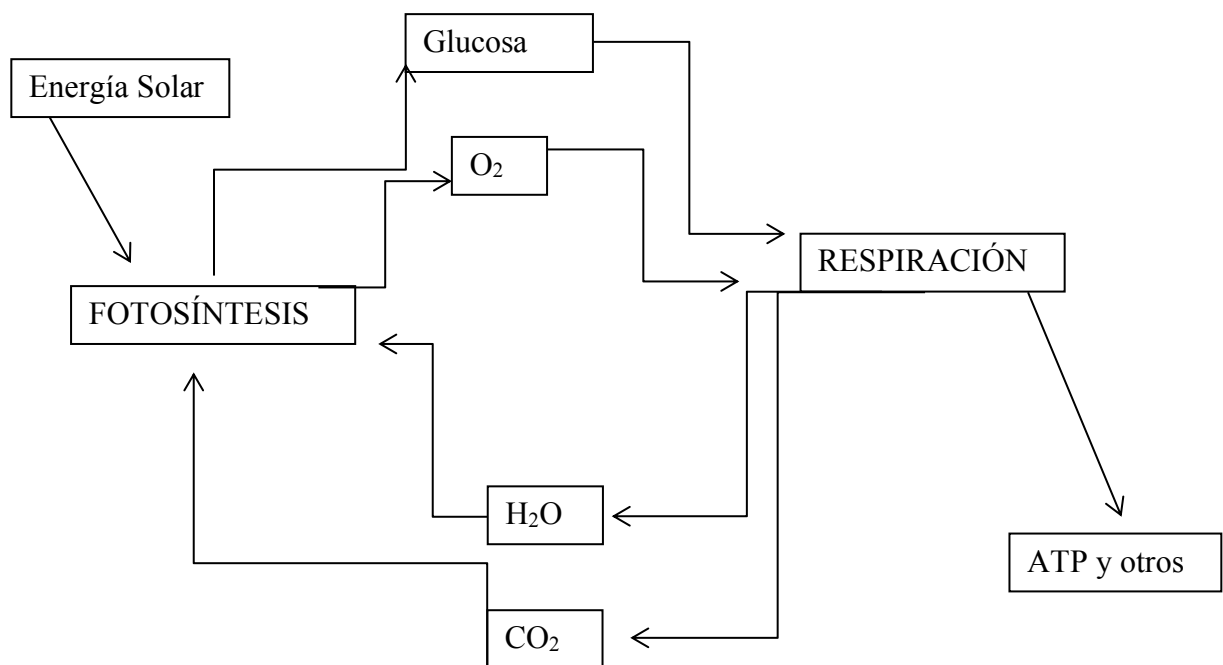 Glucosa
Energía Solar
O₂
RESPIRACIÓN
FOTOSÍNTESIS
H₂O
ATP y otros
CO₂